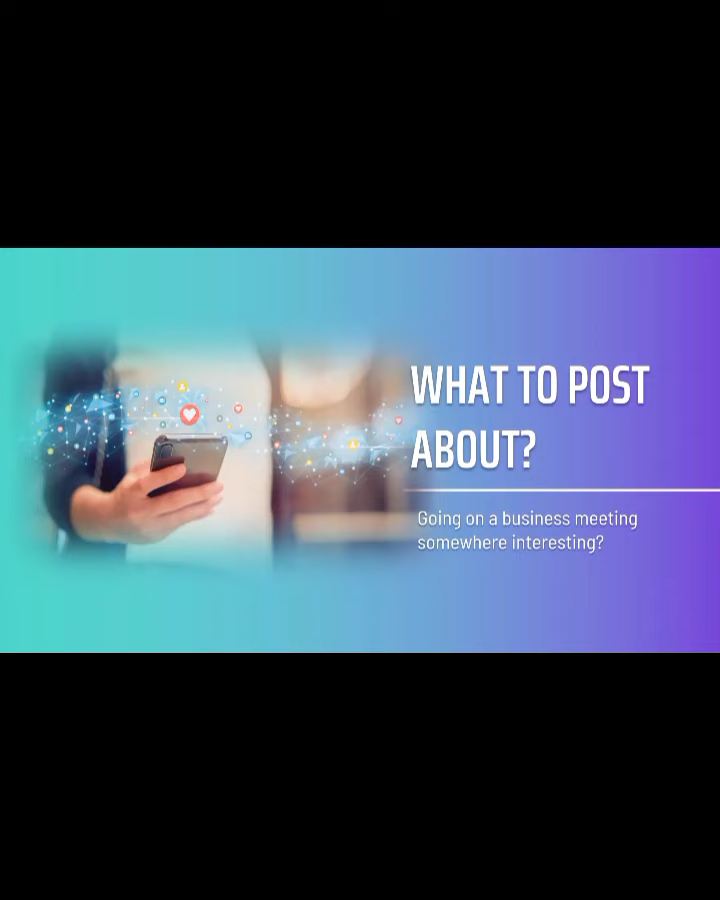 WHAT TO POST
ABOUT?
Going on a business meeting
somewhere interesting?